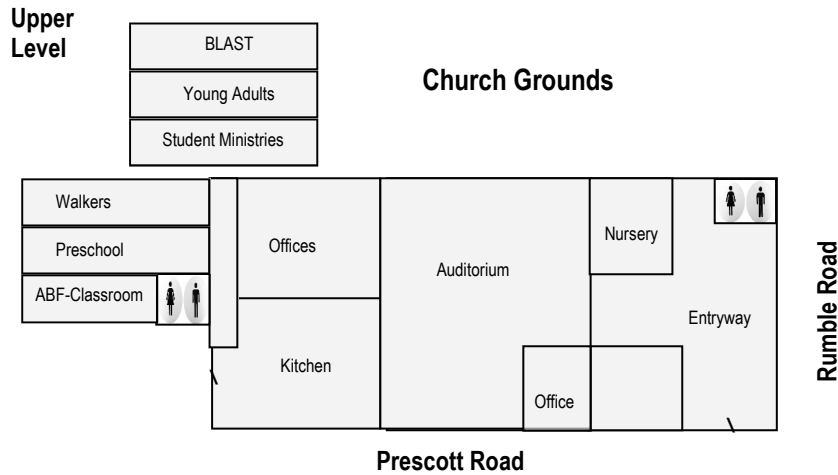 Upper
Level
BLAST
Young Adults
Student Ministries
Church Grounds
Walkers
Preschool
ABF-Classroom
Offices
Kitchen
Auditorium
Office
Nursery
Entryway
Rumble Road
Prescott Road